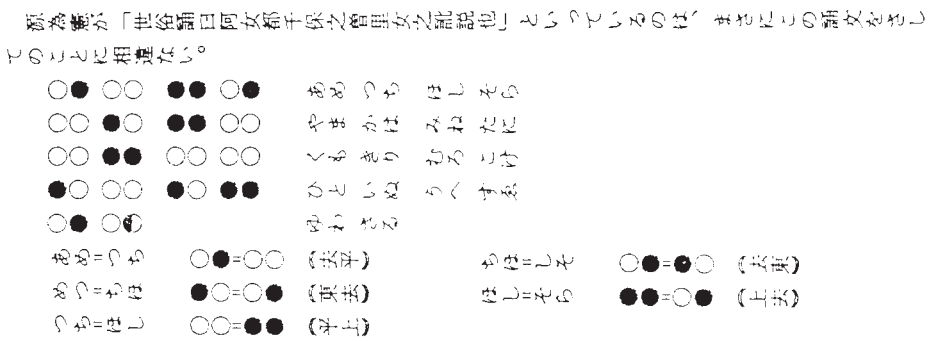 源為憲が「世俗誦曰阿女都千保之曾里女之訛説也」といっているのは、まさにこの誦文をさし
てのことに相違ない。
○● ○○ ●● ○● あめ つち ほし そら
○○ ●○ ●● ○○ やま かは みね たに
○○ ●● ○○ ○○ くも きり むろ こけ
●○ ○○ ●○ ●● ひと いぬ うへ すゑ
○● ○◐ ゆわ さる
あめ=つち ○●=○○ (去平) ちほ=しそ ○●=●○ (去東)
めつ=ちほ ●○=○● (東去) ほし=そら ●●=○● (上去)
つち=ほし ○○=●● (平上)